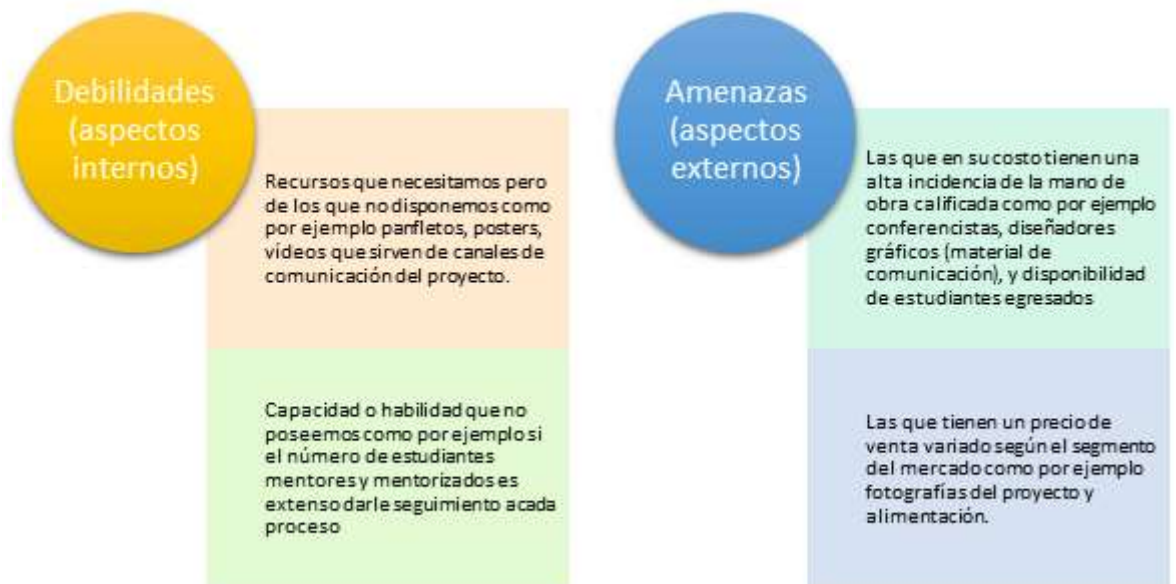 Debilidades
(aspectos
internos)
Recursos que necesitamos pero
de los que no disponemos como
por ejemplo panfletos, posters,
vídeos que sirven de canales de
comunicación del proyecto.
Capacidad o habilidad que no
poseemos como por ejemplo si
el número de estudiantes
mentores y mentorizados es
extenso darle seguimiento acada
proceso
Amenazas
(aspectos
externos)
Las que en su costo tienen una
alta incidencia de la mano de
obra calificada como por ejemplo
conferencistas, diseñadores
gráficos (material de
comunicación), y disponibilidad
de estudiantes egresados
Las que tienen un precio de
venta variado según el segmento
del mercado como por ejemplo
fotografías del proyecto y
alimentación.